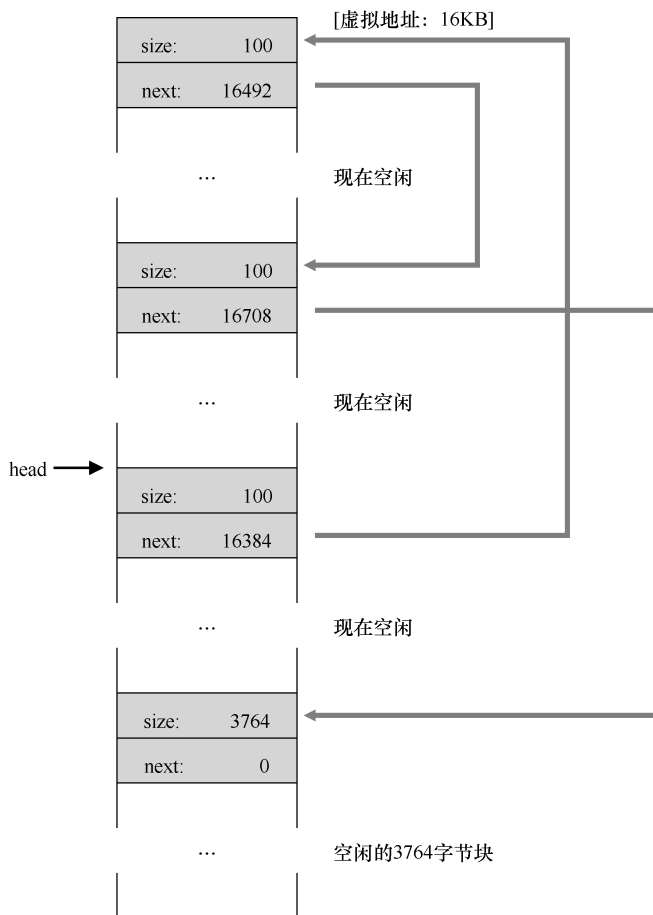 [虚拟地址：16KB]
size: 100
next: 16492
... 现在空闲
size: 100
next: 16708
... 现在空闲
head
size: 100
next: 16384
... 现在空闲
size: 3764
next: 0
... 空闲的3764字节块